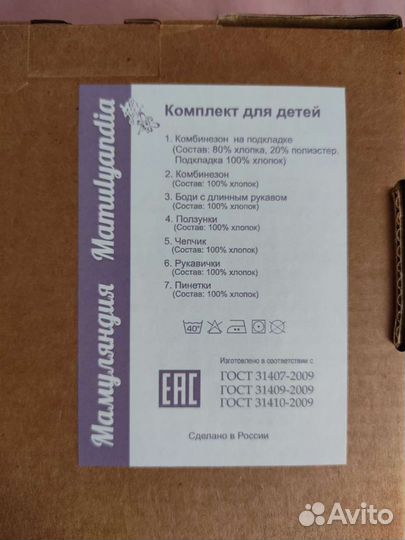 Мамуляндия Mamulyandia
Комплект для детей
1. Комбинезон на подкладке
(Состав: 80% хлопка, 20% полиэстер.
Подкладка 100% хлопок)
2. Комбинезон
(Состав: 100% хлопок)
3. Боди с длинным рукавом
(Состав: 100% хлопок)
4. Ползунки
(Состав: 100% хлопок)
5. Чепчик
(Состав: 100% хлопок)
6. Рукавички
(Состав: 100% хлопок)
7. Пинетки
(Состав: 100% хлопок)
40°
Изготовлено в соответствии с
ЕАС
ГОСТ 31407-2009
ГОСТ 31409-2009
ГОСТ 31410-2009
Сделано в России
Avito